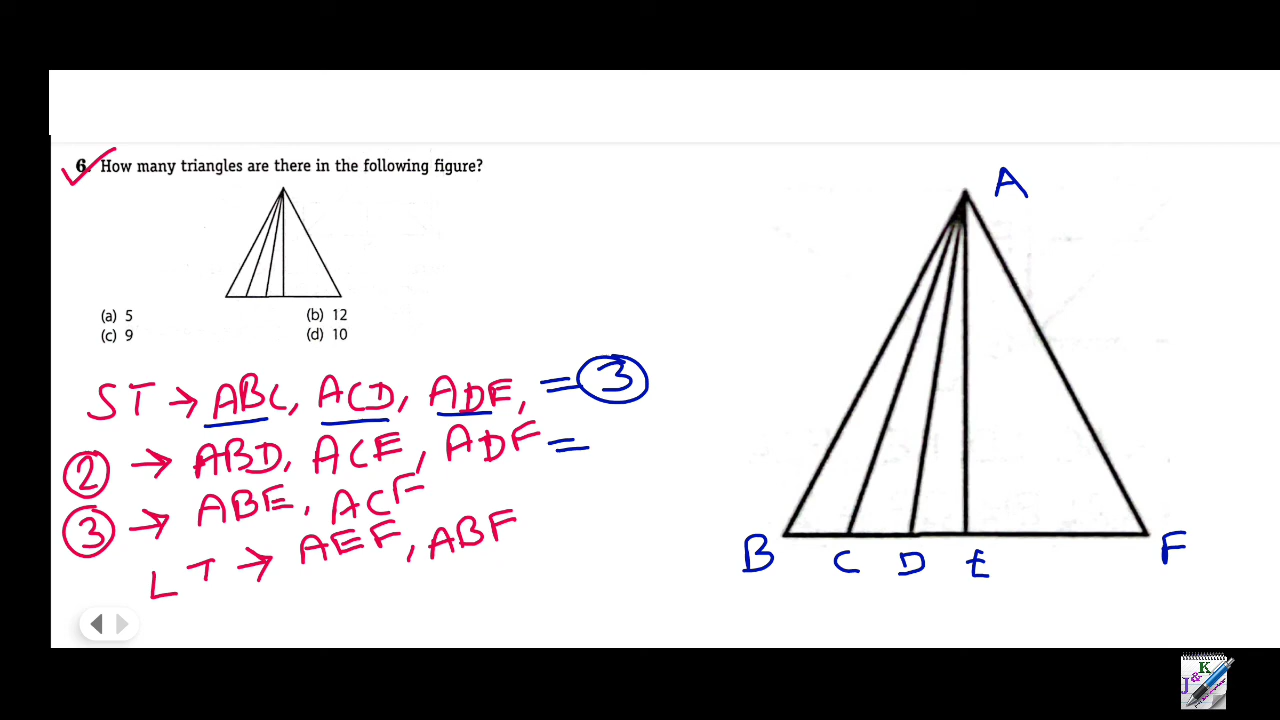 6. How many triangles are there in the following figure?
(a) 5
(b) 12
(c) 9
(d) 10
ST → ABC, ACD, ADE, = 3
2 → ABD, ACE, ADF =
3 → ABE, ACF
LT → AEF, ABF
A
B C D E F
J & K